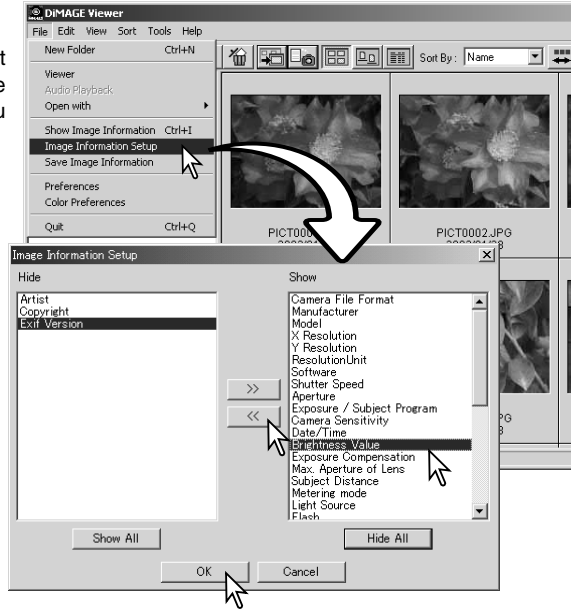 DiMAGE Viewer
File Edit View Sort Tools Help
New Folder Ctrl+N
Viewer
Audio Playback
Open with
Show Image Information Ctrl+I
Image Information Setup
Save Image Information
Preferences
Color Preferences
Quit Ctrl+Q
t
e
u
Sort By : Name
PICT000
PICT0002.JPG
Image Information Setup
Hide
Artist
Copyright
Exif Version
Show
Camera File Format
Manufacturer
Model
X Resolution
Y Resolution
ResolutionUnit
Software
Shutter Speed
Aperture
Exposure / Subject Program
Camera Sensitivity
Date/Time
Brightness Value
Exposure Compensation
Max. Aperture of Lens
Subject Distance
Metering mode
Light Source
Flash
>>
<<
PG
3
Show All
Hide All
OK
Cancel